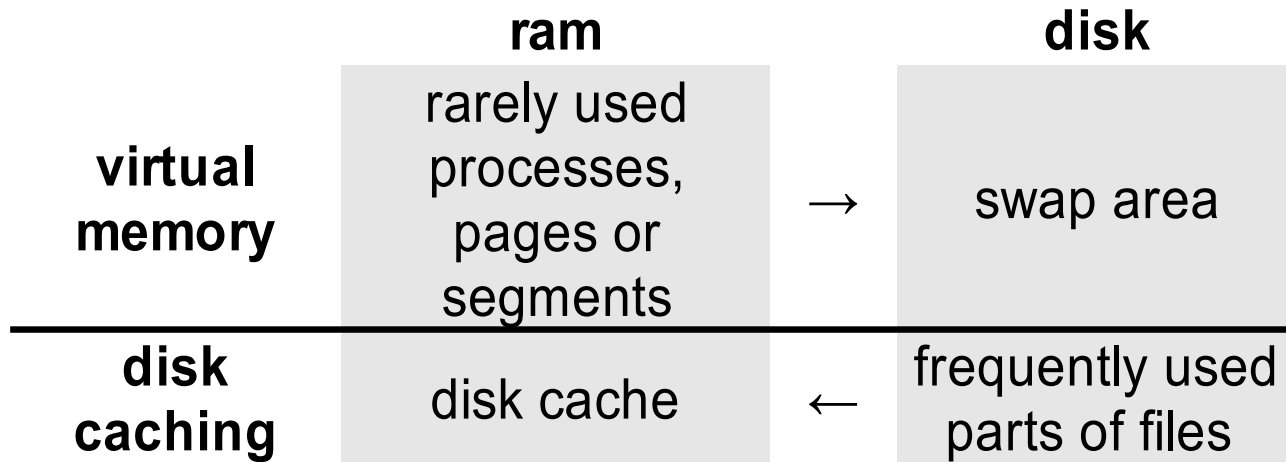 ram disk
virtual memory
rarely used
processes,
pages or
segments
→
swap area
disk caching
disk cache
←
frequently used
parts of files